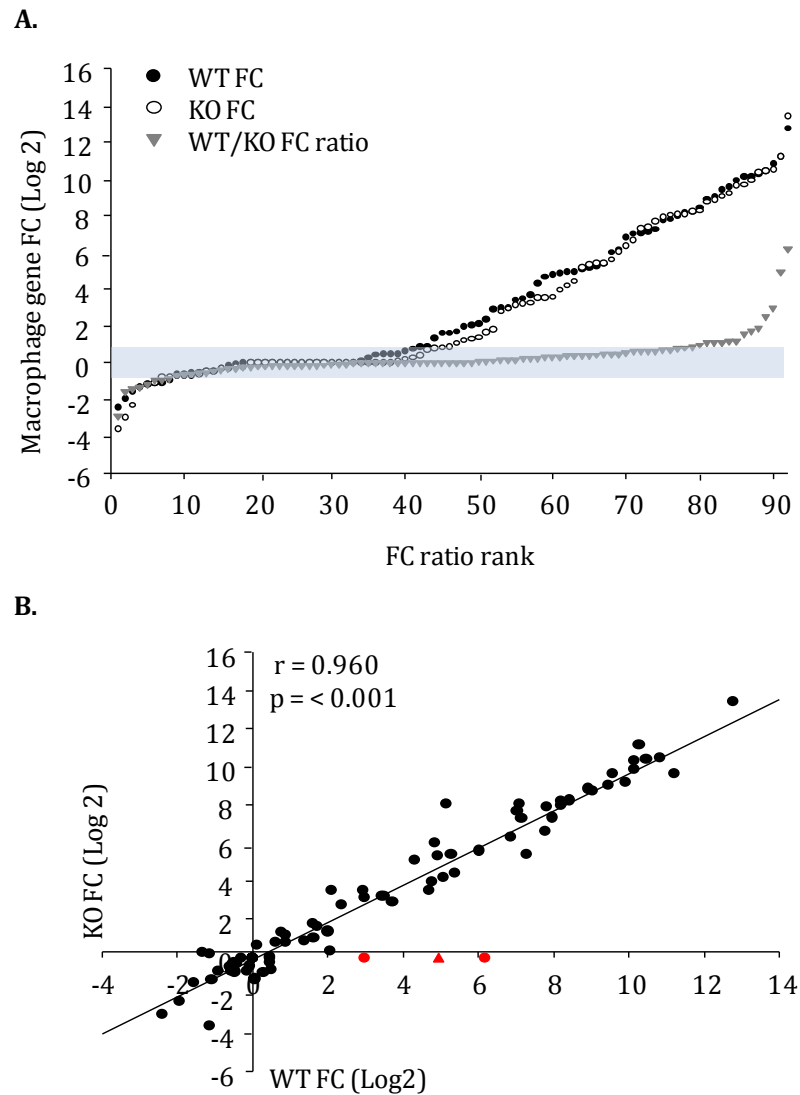 A.
16
14
12
10
8
6
4
2
0
-2
-4
-6
WT FC
KO FC
WT/KO FC ratio
Macrophage gene FC (Log 2)
0 10 20 30 40 50 60 70 80 90
FC ratio rank
B.
16
14
12
10
8
6
4
2
0
-2
-4
-6
r = 0.960
p = < 0.001
KO FC (Log 2)
-4 -2 0 2 4 6 8 10 12 14
WT FC (Log2)